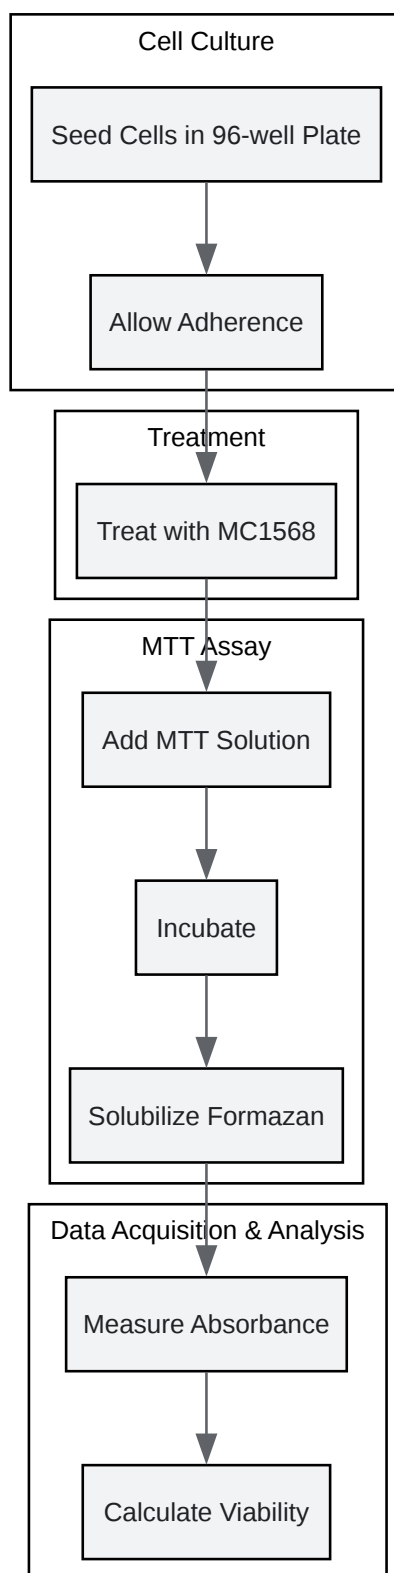 Cell Culture
Seed Cells in 96-well Plate
Allow Adherence
Treatment
Treat with MC1568
MTT Assay
Add MTT Solution
Incubate
Solubilize Formazan
Data Acquisition & Analysis
Measure Absorbance
Calculate Viability